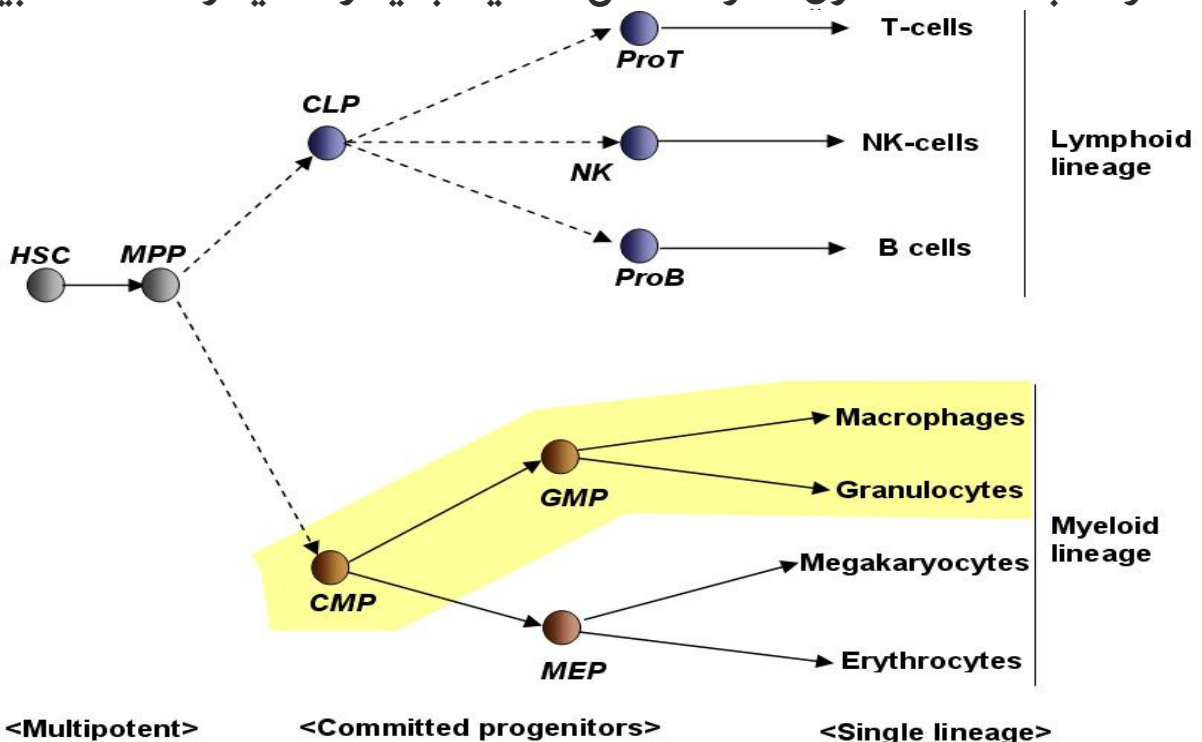 T-cells
ProT
CLP
NK-cells
NK
Lymphoid
lineage
HSC
MPP
B cells
ProB
Macrophages
GMP
Granulocytes
Myeloid
lineage
Megakaryocytes
CMP
MEP
Erythrocytes
<Multipotent>
<Committed progenitors>
<Single lineage>